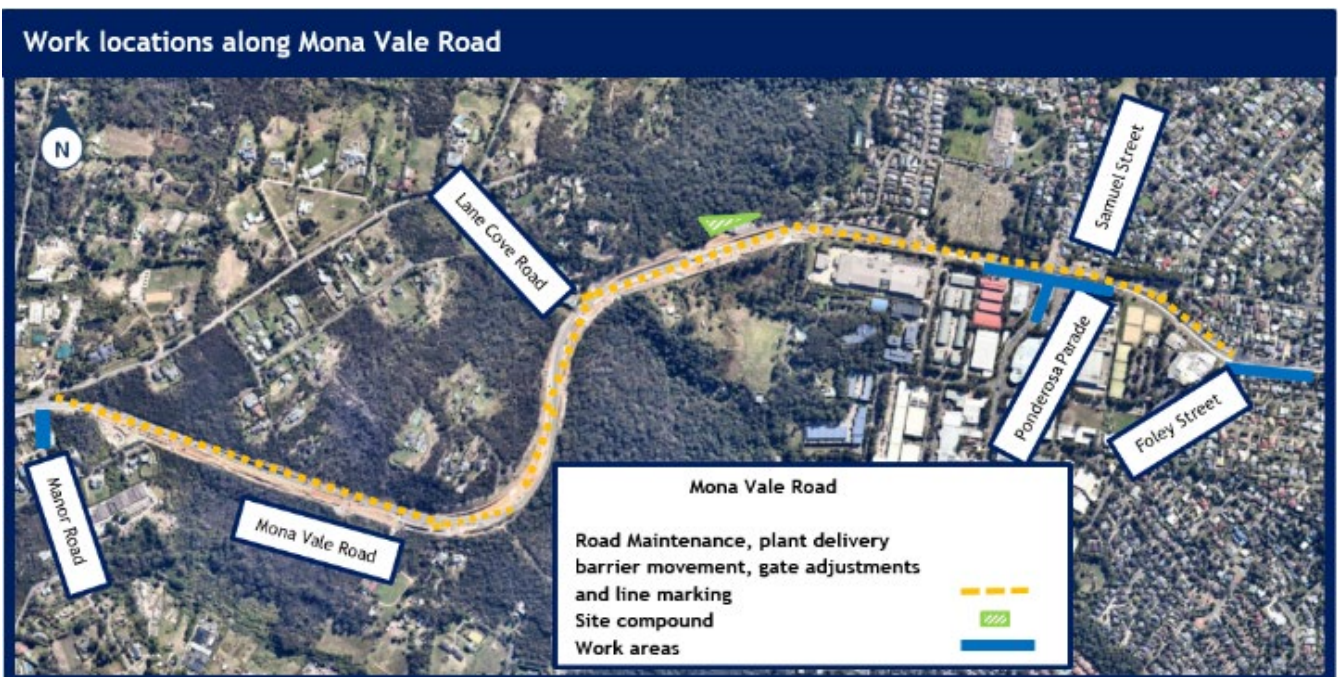 Work locations along Mona Vale Road
N
Samuel Street
Lane Cove Road
Ponderosa Parade
Foley Street
Manor Road
Mona Vale Road
Mona Vale Road
Road Maintenance, plant delivery
barrier movement, gate adjustments
and line marking
Site compound
Work areas